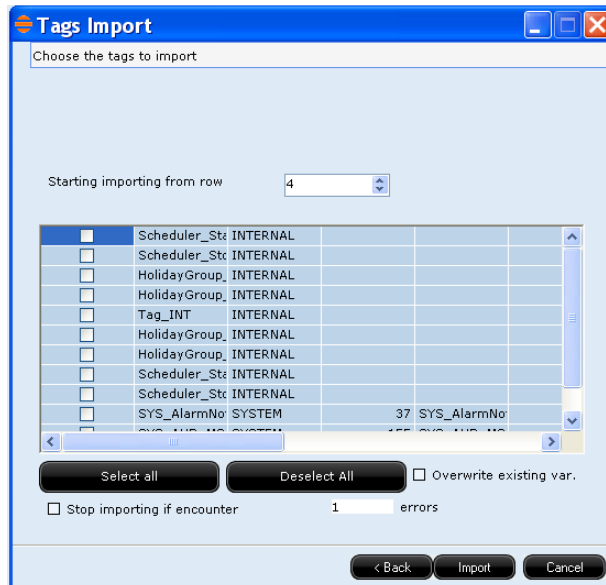 Tags Import
Choose the tags to import
Starting importing from row 4
Scheduler_Sta INTERNAL
Scheduler_Sto INTERNAL
HolidayGroup_ INTERNAL
HolidayGroup_ INTERNAL
Tag_INT INTERNAL
HolidayGroup_ INTERNAL
HolidayGroup_ INTERNAL
Scheduler_Sta INTERNAL
Scheduler_Sto INTERNAL
SYS_AlarmNo SYSTEM 37 SYS_AlarmNo
Select all Deselect All Overwrite existing var.
Stop importing if encounter 1 errors
< Back Import Cancel